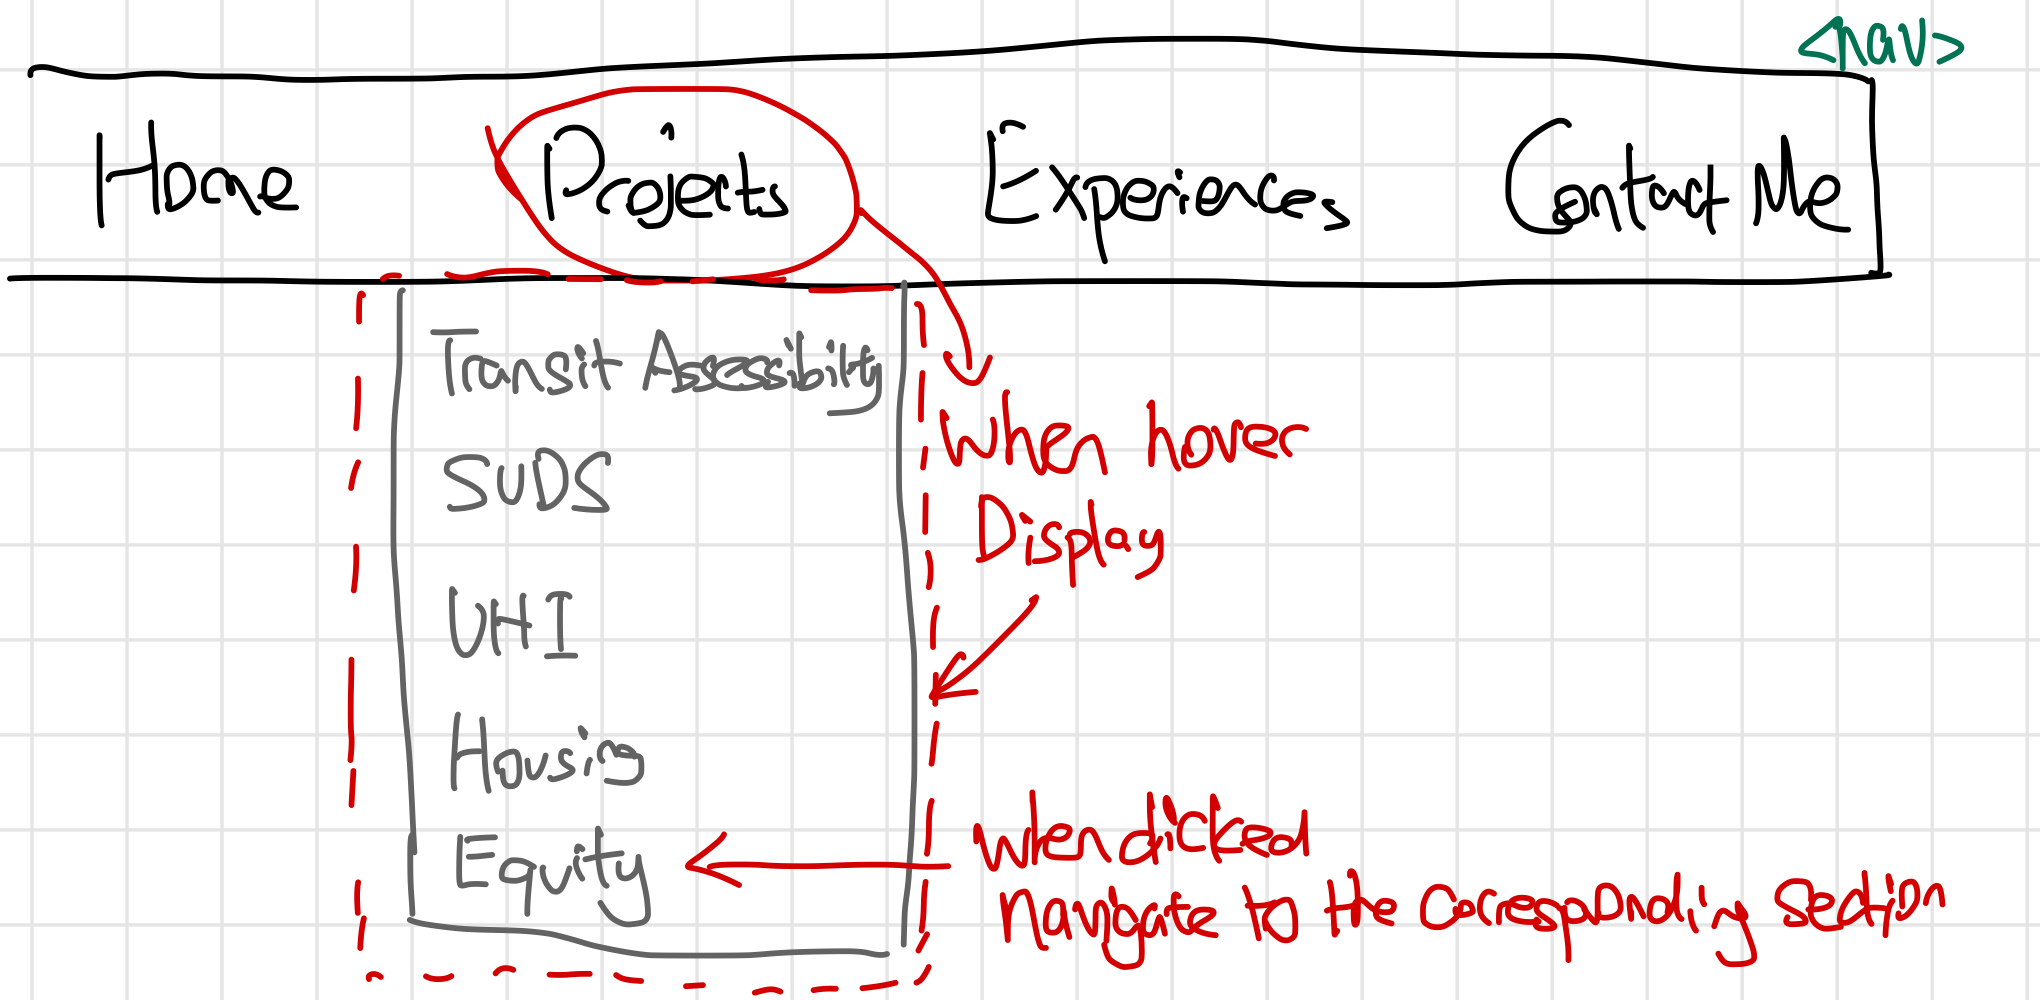 <nav>
Home Projects Experiences Contact Me
Transit Assessibilty
When hover
SUDS
Display
UHI
Housing
When clicked
Equity
navigate to the corresponding section